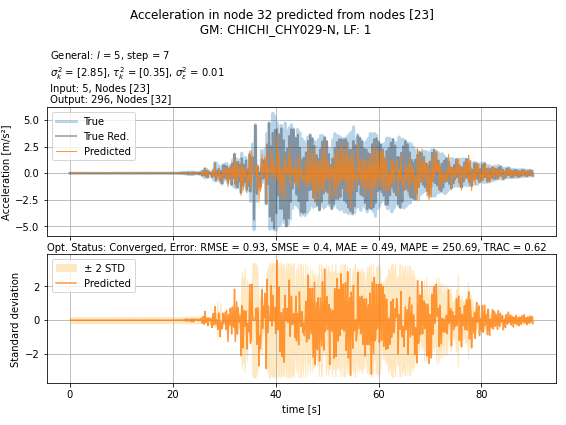 Acceleration in node 32 predicted from nodes [23]
GM: CHICHI_CHY029-N, LF: 1
General: l = 5, step = 7
σ²ₖ = [2.85], τ²ₖ = [0.35], σ²ε = 0.01
Input: 5, Nodes [23]
Output: 296, Nodes [32]
Acceleration [m/s²]
5.0
2.5
0.0
−2.5
−5.0
True
True Red.
Predicted
Opt. Status: Converged, Error: RMSE = 0.93, SMSE = 0.4, MAE = 0.49, MAPE = 250.69, TRAC = 0.62
Standard deviation
2
0
−2
± 2 STD
Predicted
0 20 40 60 80
time [s]